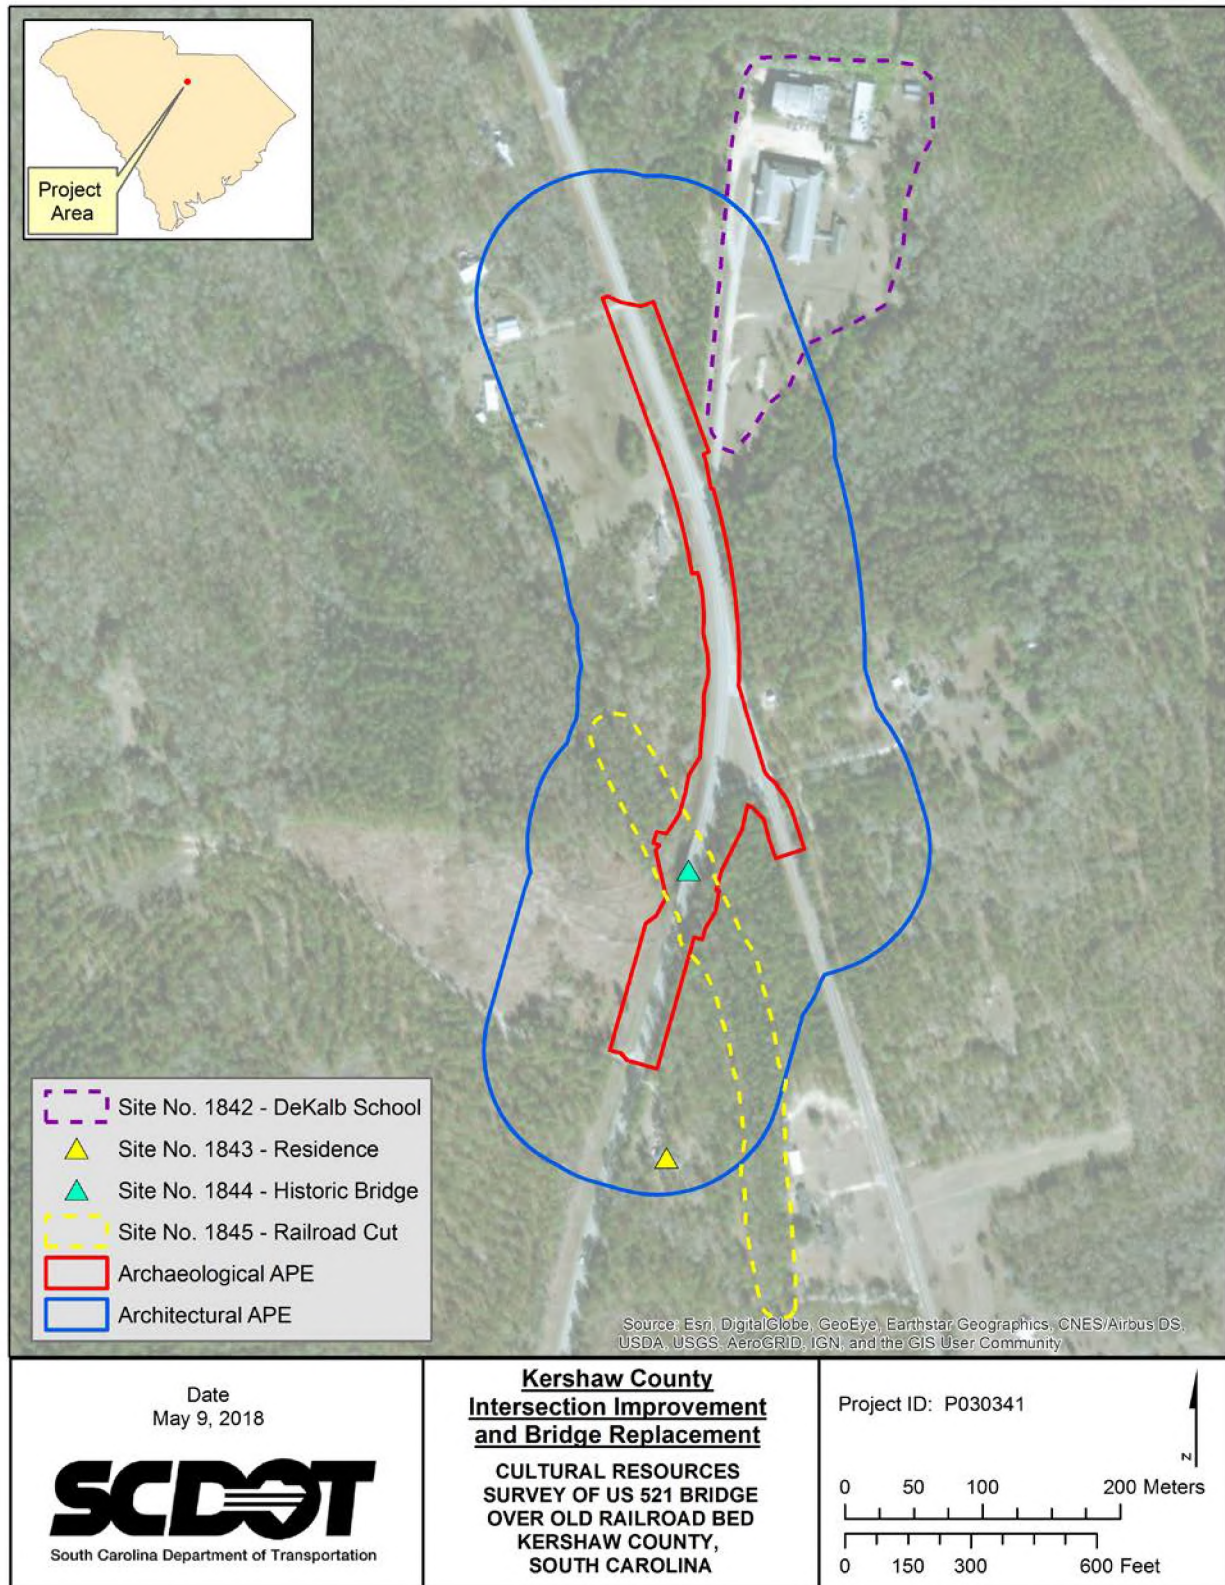 Project
Area
Site No. 1842 - DeKalb School
Site No. 1843 - Residence
Site No. 1844 - Historic Bridge
Site No. 1845 - Railroad Cut
Archaeological APE
Architectural APE
Source: Esri, DigitalGlobe, GeoEye, Earthstar Geographics, CNES/Airbus DS,
USDA, USGS, AeroGRID, IGN, and the GIS User Community
Date
May 9, 2018
SCDOT
South Carolina Department of Transportation
Kershaw County
Intersection Improvement
and Bridge Replacement
CULTURAL RESOURCES
SURVEY OF US 521 BRIDGE
OVER OLD RAILROAD BED
KERSHAW COUNTY,
SOUTH CAROLINA
Project ID: P030341
N
0 50 100 200 Meters
0 150 300 600 Feet